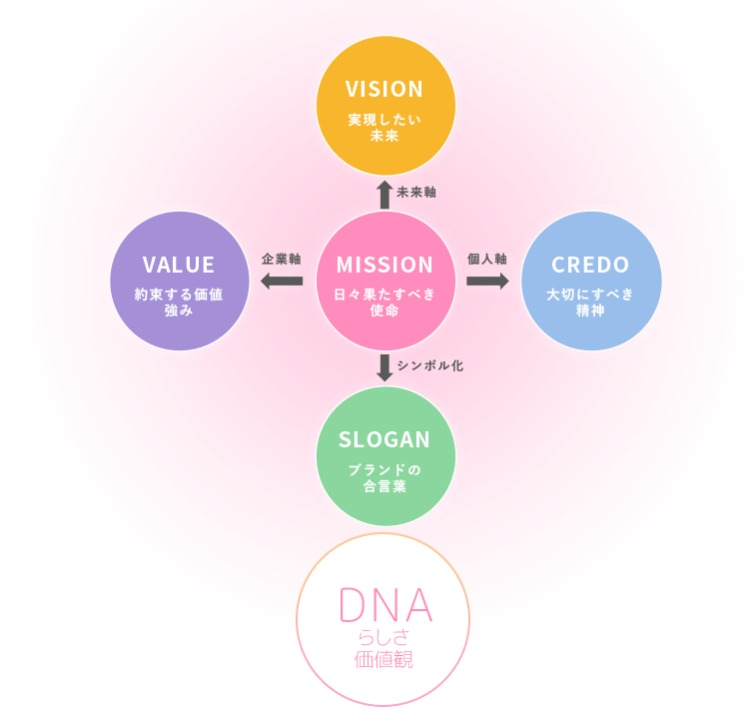 VISION
実現したい
未来
未来軸
VALUE
約束する価値
強み
企業軸
MISSION
日々果たすべき
使命
個人軸
CREDO
大切にすべき
精神
シンボル化
SLOGAN
ブランドの
合言葉
DNA
らしさ
価値観